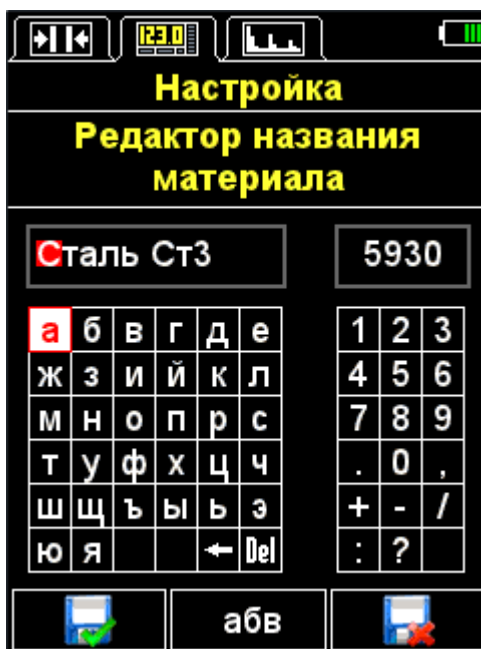 123.0
Настройка
Редактор названия
материала
Сталь Ст3 5930
а б в г д е 1 2 3
ж з и й к л 4 5 6
м н о п р с 7 8 9
т у ф х ц ч . 0 ,
ш щ ъ ы ь э + - /
ю я ← Del : ?
абв